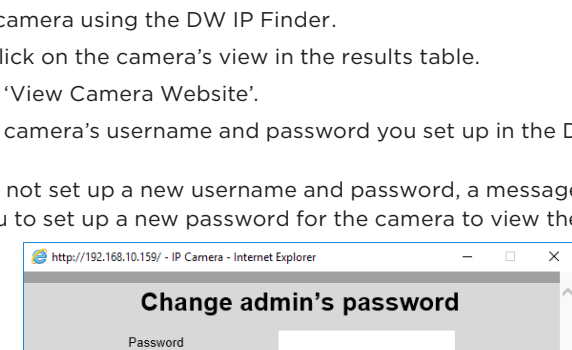 camera using the DW IP Finder.
lick on the camera’s view in the results table.
‘View Camera Website’.
camera’s username and password you set up in the D
not set up a new username and password, a message
u to set up a new password for the camera to view the
http://192.168.10.159/ - IP Camera - Internet Explorer
Change admin’s password
Password